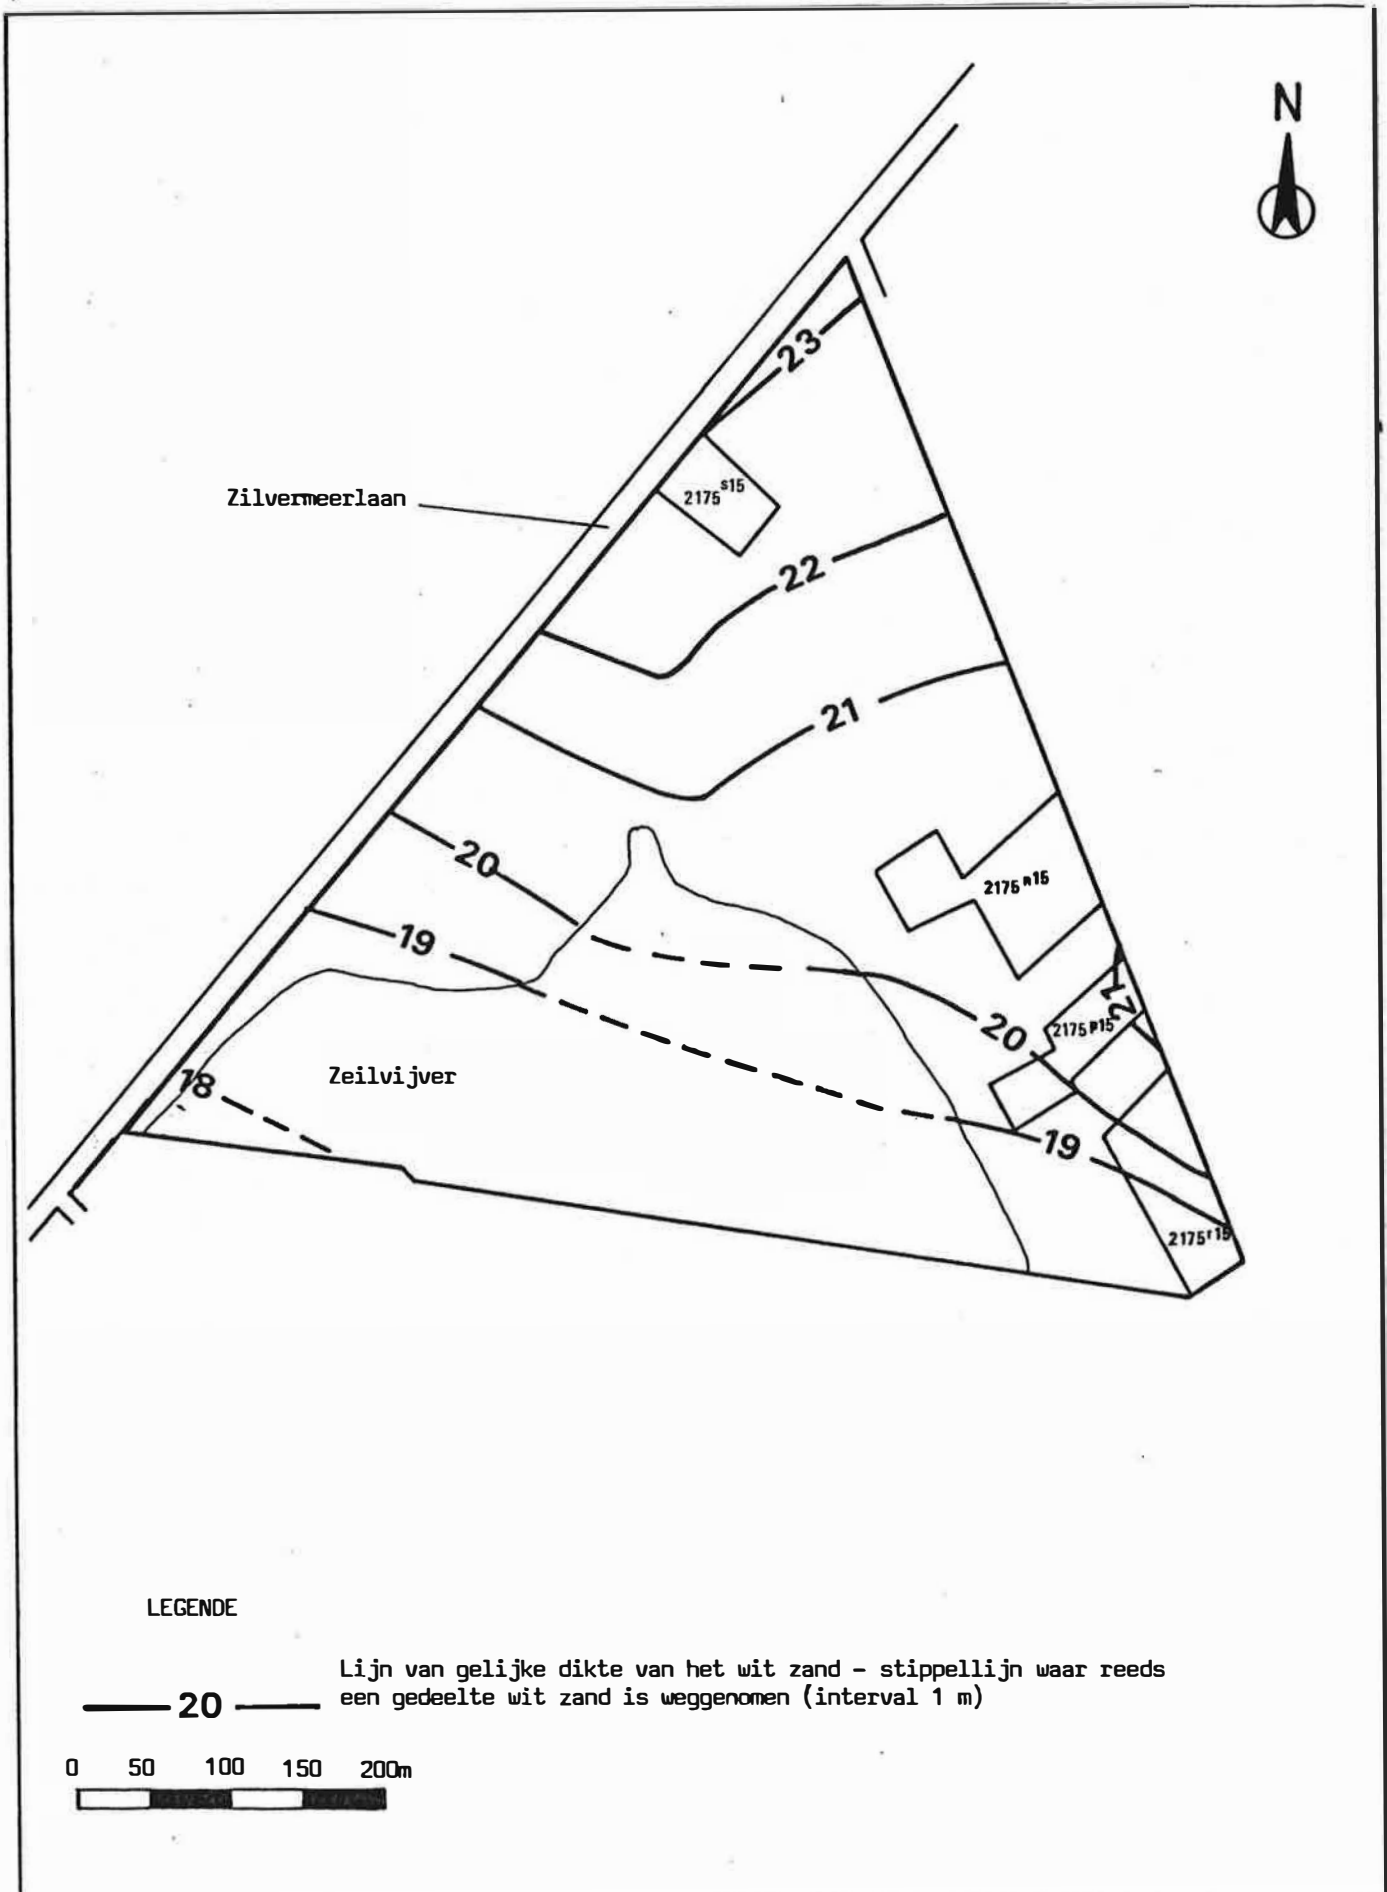 N
23
Zilvermeerlaan
2175 s15
22
21
20
2175 n15
19
21
20
2175 p15
18
Zeilvijver
19
2175 r15
LEGENDE
Lijn van gelijke dikte van het wit zand - stippellijn waar reeds
20 een gedeelte wit zand is weggenomen (interval 1 m)
0 50 100 150 200m